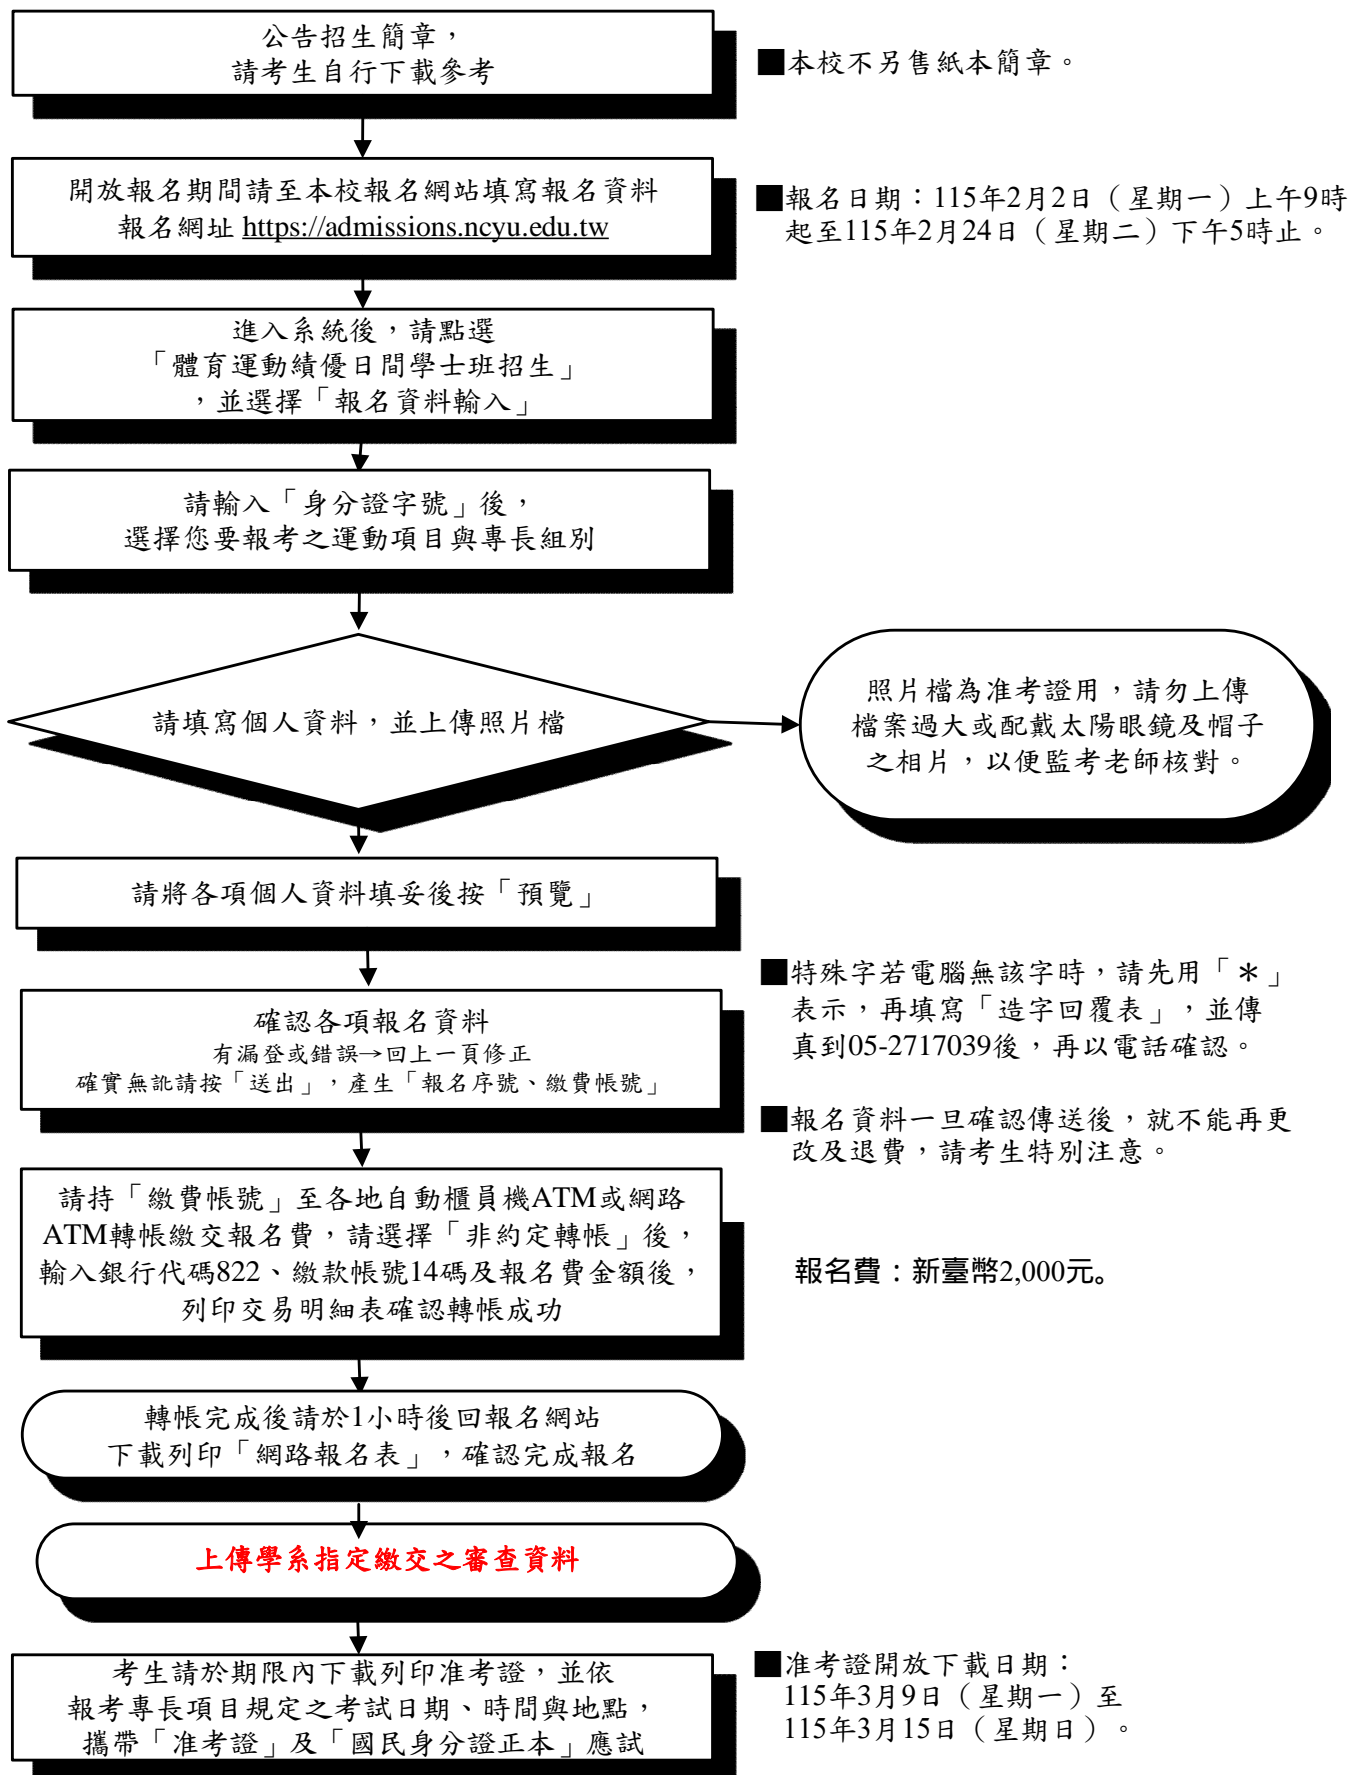 公告招生簡章，
請考生自行下載參考
■本校不另售紙本簡章。
開放報名期間請至本校報名網站填寫報名資料
報名網址 https://admissions.ncyu.edu.tw
■報名日期：115年2月2日（星期一）上午9時
起至115年2月24日（星期二）下午5時止。
進入系統後，請點選
「體育運動績優日間學士班招生」
，並選擇「報名資料輸入」
請輸入「身分證字號」後，
選擇您要報考之運動項目與專長組別
請填寫個人資料，並上傳照片檔
照片檔為准考證用，請勿上傳
檔案過大或配戴太陽眼鏡及帽子
之相片，以便監考老師核對。
請將各項個人資料填妥後按「預覽」
■特殊字若電腦無該字時，請先用「＊」
表示，再填寫「造字回覆表」，並傳
真到05-2717039後，再以電話確認。
確認各項報名資料
有漏登或錯誤→回上一頁修正
確實無訛請按「送出」，產生「報名序號、繳費帳號」
■報名資料一旦確認傳送後，就不能再更
改及退費，請考生特別注意。
請持「繳費帳號」至各地自動櫃員機ATM或網路
ATM轉帳繳交報名費，請選擇「非約定轉帳」後，
輸入銀行代碼822、繳款帳號14碼及報名費金額後，
列印交易明細表確認轉帳成功
報名費：新臺幣2,000元。
轉帳完成後請於1小時後回報名網站
下載列印「網路報名表」，確認完成報名
上傳學系指定繳交之審查資料
考生請於期限內下載列印准考證，並依
報考專長項目規定之考試日期、時間與地點，
攜帶「准考證」及「國民身分證正本」應試
■准考證開放下載日期：
115年3月9日（星期一）至
115年3月15日（星期日）。